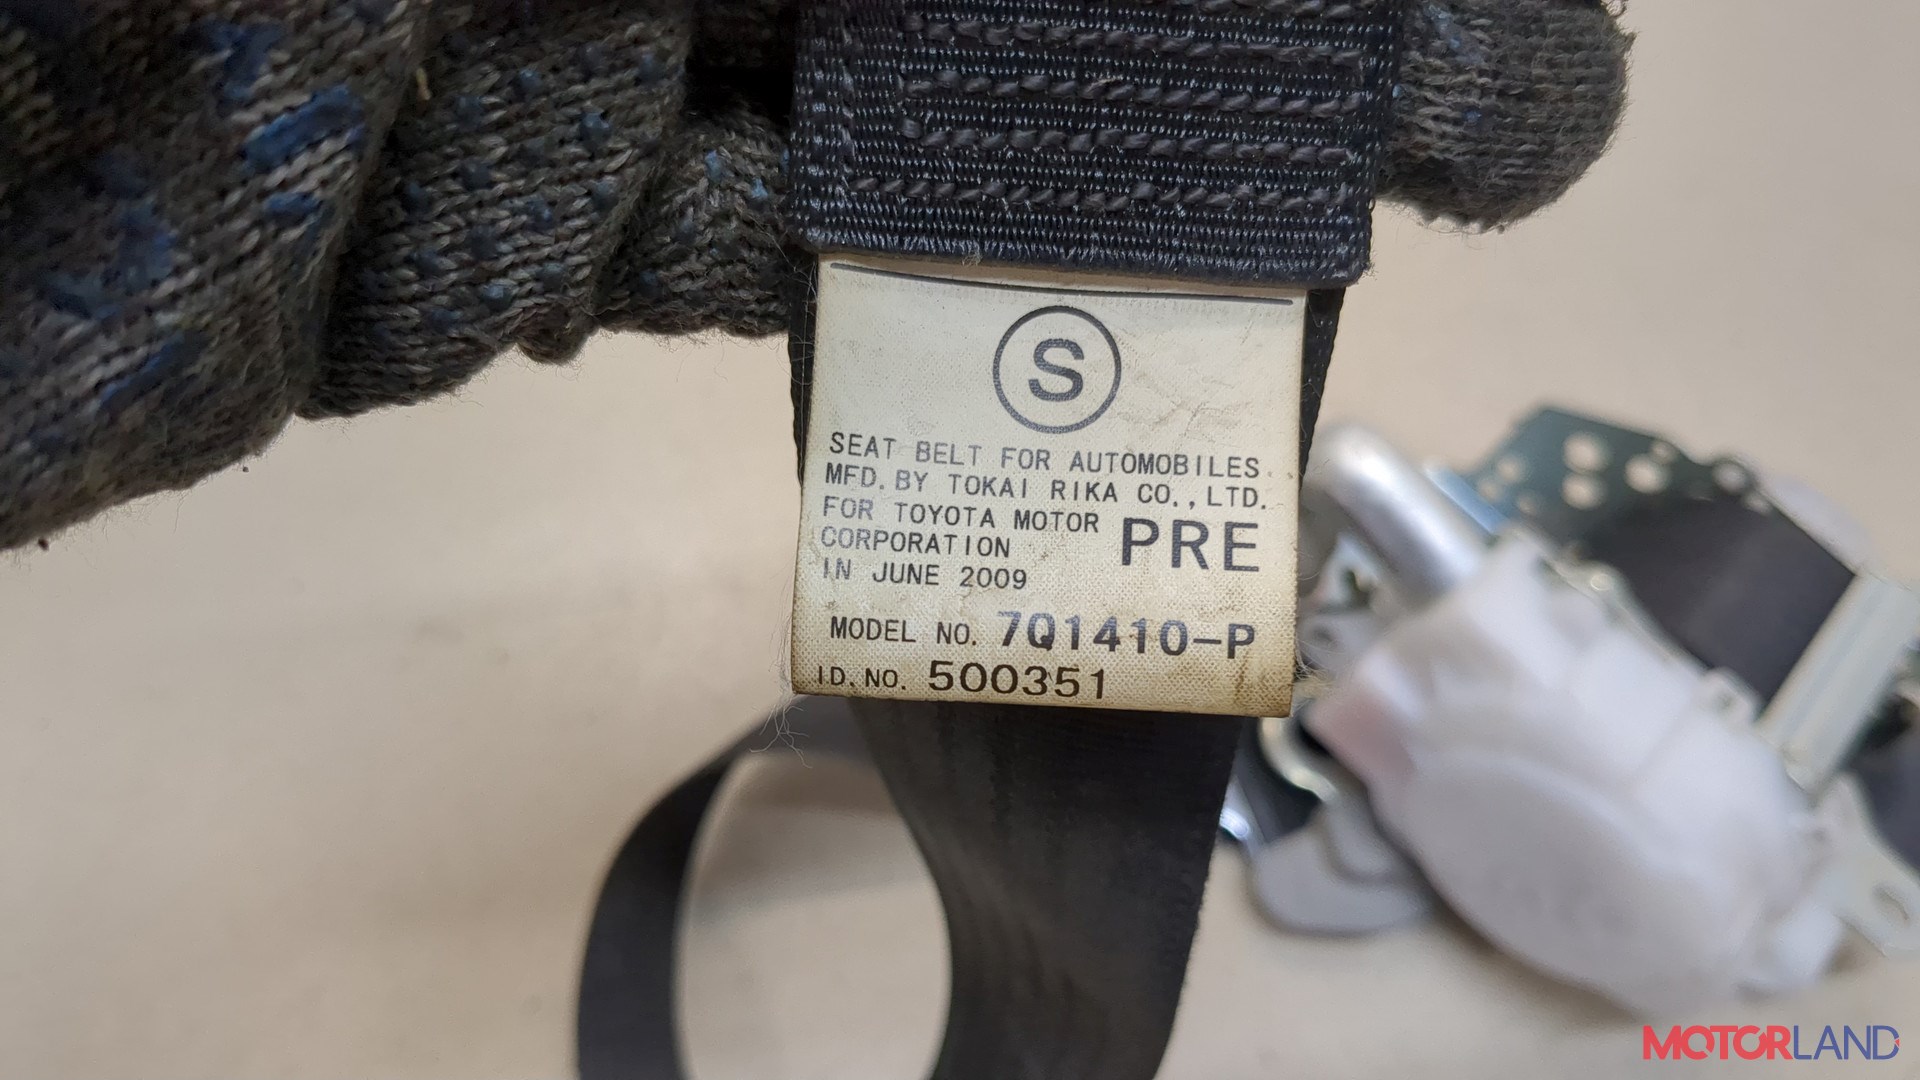 S
SEAT BELT FOR AUTOMOBILES.
MFD. BY TOKAI RIKA CO., LTD.
FOR TOYOTA MOTOR
CORPORATION
PRE
IN JUNE 2009
MODEL NO. 7Q1410-P
ID. NO. 500351
MOTORLAND